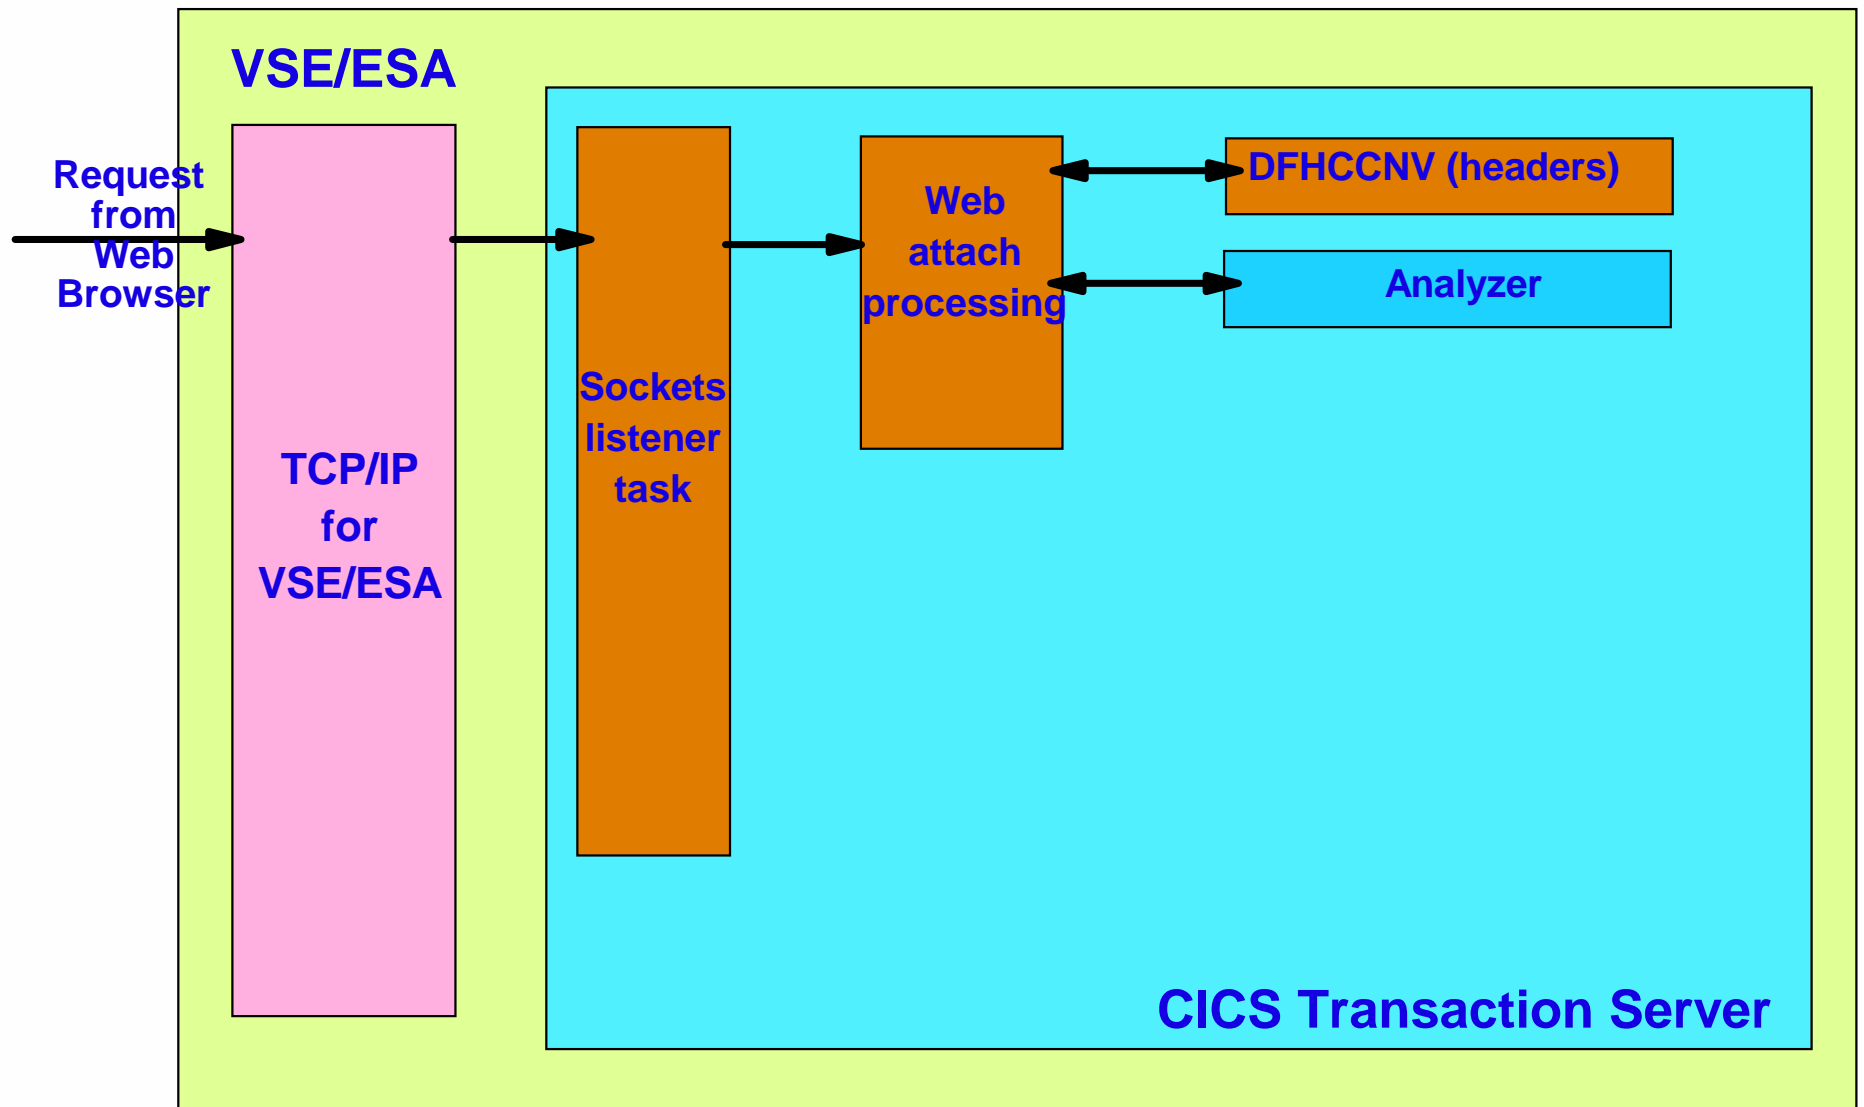 VSE/ESA
Request
from
Web
Browser
TCP/IP
for
VSE/ESA
Sockets
listener
task
Web
attach
processing
DFHCCNV (headers)
Analyzer
CICS Transaction Server